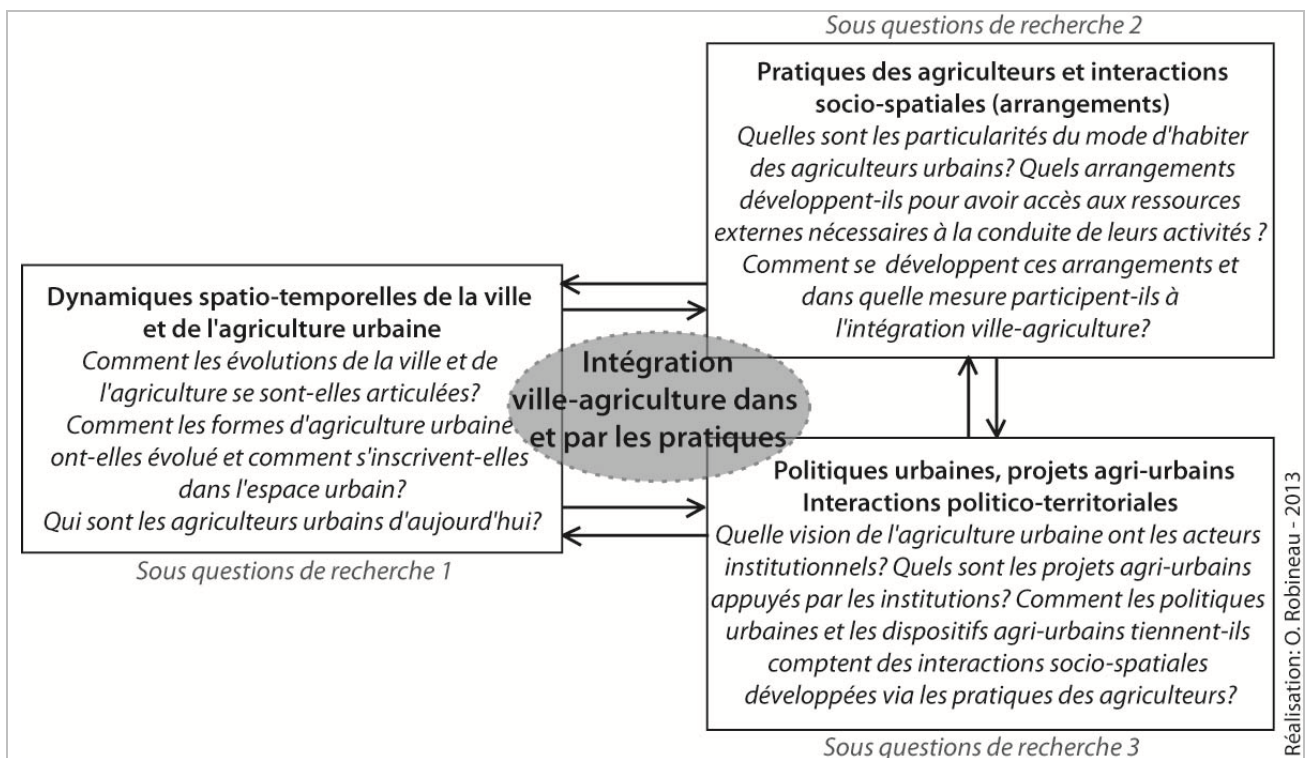 Sous questions de recherche 2
Pratiques des agriculteurs et interactions
socio-spatiales (arrangements)
Quelles sont les particularités du mode d'habiter
des agriculteurs urbains? Quels arrangements
développent-ils pour avoir accès aux ressources
externes nécessaires à la conduite de leurs activités ?
Comment se développent ces arrangements et
dans quelle mesure participent-ils à
l'intégration ville-agriculture?
Dynamiques spatio-temporelles de la ville
et de l'agriculture urbaine
Comment les évolutions de la ville et de
l'agriculture se sont-elles articulées?
Comment les formes d'agriculture urbaine
ont-elles évolué et comment s'inscrivent-elles
dans l'espace urbain?
Qui sont les agriculteurs urbains d'aujourd'hui?
Sous questions de recherche 1
Intégration
ville-agriculture dans
et par les pratiques
Politiques urbaines, projets agri-urbains
Interactions politico-territoriales
Quelle vision de l'agriculture urbaine ont les acteurs
institutionnels? Quels sont les projets agri-urbains
appuyés par les institutions? Comment les politiques
urbaines et les dispositifs agri-urbains tiennent-ils
comptent des interactions socio-spatiales
développées via les pratiques des agriculteurs?
Sous questions de recherche 3
Réalisation: O. Robineau - 2013